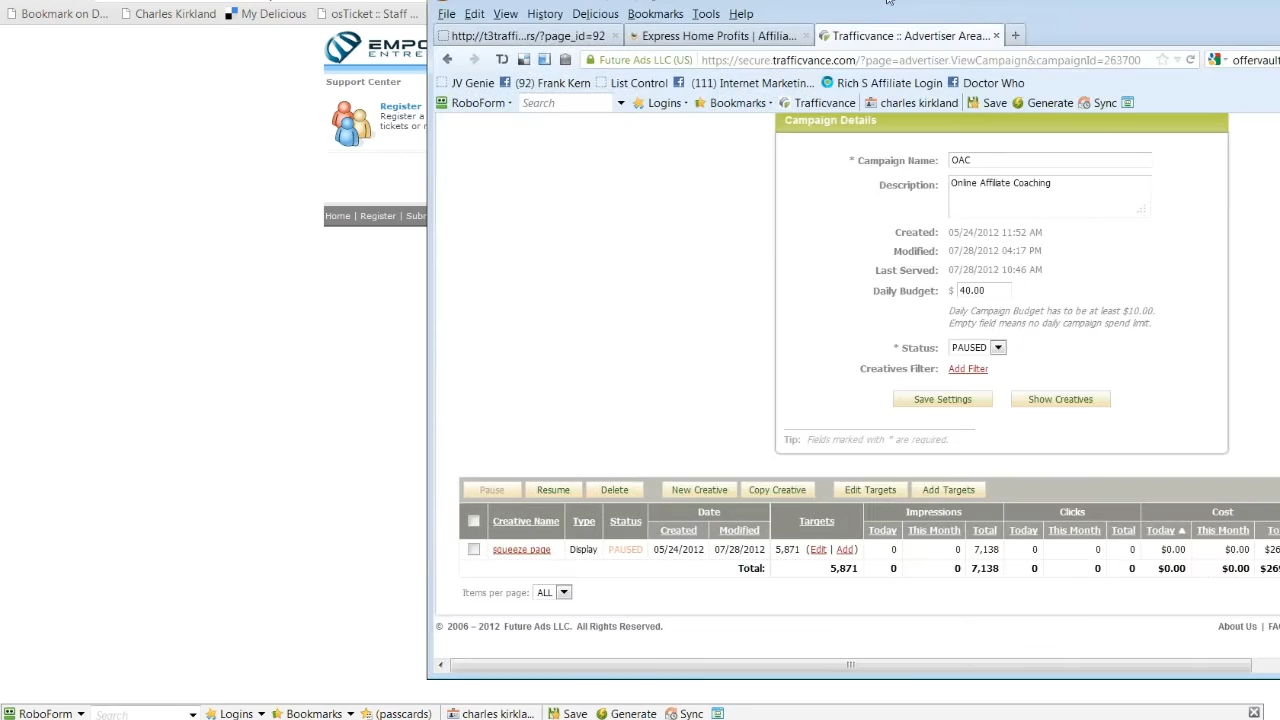 Bookmark on D... Charles Kirkland My Delicious osTicket :: Staff ...
EMPO
ENTRE
Support Center
Register
Register a
tickets or r
Home | Register | Subr
File Edit View History Delicious Bookmarks Tools Help
http://t3traffi....rs/?page_id=92 × Express Home Profits | Affilia... × Trafficvance :: Advertiser Area... × +
Future Ads LLC (US) https://secure.trafficvance.com/?page=advertiser.ViewCampaign&campaignId=263700 offervault
JV Genie (92) Frank Kern List Control (111) Internet Marketin... Rich S Affiliate Login Doctor Who
RoboForm Search Logins Bookmarks Trafficvance charles kirkland Save Generate Sync
Campaign Details
* Campaign Name: OAC
Description: Online Affiliate Coaching
Created: 05/24/2012 11:52 AM
Modified: 07/28/2012 04:17 PM
Last Served: 07/28/2012 10:46 AM
Daily Budget: $ 40.00
Daily Campaign Budget has to be at least $10.00.
Empty field means no daily campaign spend limit.
* Status: PAUSED
Creatives Filter: Add Filter
Save Settings Show Creatives
Tip: Fields marked with * are required.
Pause Resume Delete New Creative Copy Creative Edit Targets Add Targets
Creative Name Type Status Date Targets Impressions Clicks Cost
Created Modified Today This Month Total Today This Month Total Today This Month To
squeeze page Display PAUSED 05/24/2012 07/28/2012 5,871 (Edit | Add) 0 0 7,138 0 0 0 $0.00 $0.00 $26
Total: 5,871 0 0 7,138 0 0 0 $0.00 $0.00 $269
Items per page: ALL
© 2006 – 2012 Future Ads LLC. All Rights Reserved. About Us | FA
RoboForm Search Logins Bookmarks (passcards) charles kirkla... Save Generate Sync